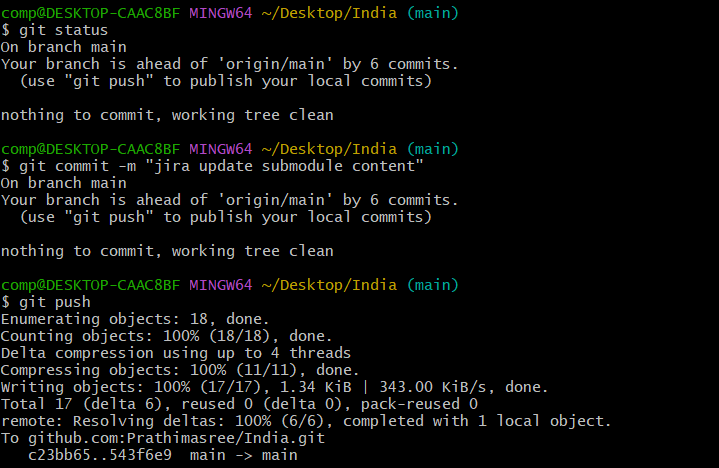 comp@DESKTOP-CAAC8BF MINGW64 ~/Desktop/India (main)
$ git status
On branch main
Your branch is ahead of 'origin/main' by 6 commits.
  (use "git push" to publish your local commits)

nothing to commit, working tree clean

comp@DESKTOP-CAAC8BF MINGW64 ~/Desktop/India (main)
$ git commit -m "jira update submodule content"
On branch main
Your branch is ahead of 'origin/main' by 6 commits.
  (use "git push" to publish your local commits)

nothing to commit, working tree clean

comp@DESKTOP-CAAC8BF MINGW64 ~/Desktop/India (main)
$ git push
Enumerating objects: 18, done.
Counting objects: 100% (18/18), done.
Delta compression using up to 4 threads
Compressing objects: 100% (11/11), done.
Writing objects: 100% (17/17), 1.34 KiB | 343.00 KiB/s, done.
Total 17 (delta 6), reused 0 (delta 0), pack-reused 0
remote: Resolving deltas: 100% (6/6), completed with 1 local object.
To github.com:Prathimasree/India.git
   c23bb65..543f6e9  main -> main